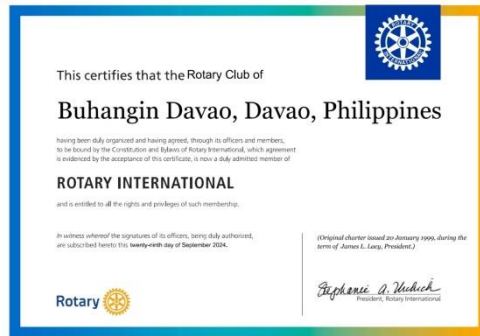 ROTARY
INTERNATIONAL
This certifies that the Rotary Club of
Buhangin Davao, Davao, Philippines
having been duly organized and having agreed, through its officers and members,
to be bound by the Constitution and Bylaws of Rotary International, which agreement
is evidenced by the acceptance of this certificate, is now a duly admitted member of
ROTARY INTERNATIONAL
and is entitled to all the rights and privileges of such membership.
In witness whereof the signatures of its officers, being duly authorized,
are subscribed hereto this twenty-ninth day of September 2024.
(Original charter issued 20 January 1999, during the
term of James L. Lacy, President.)
Stephanie A. Urchick
President, Rotary International
Rotary